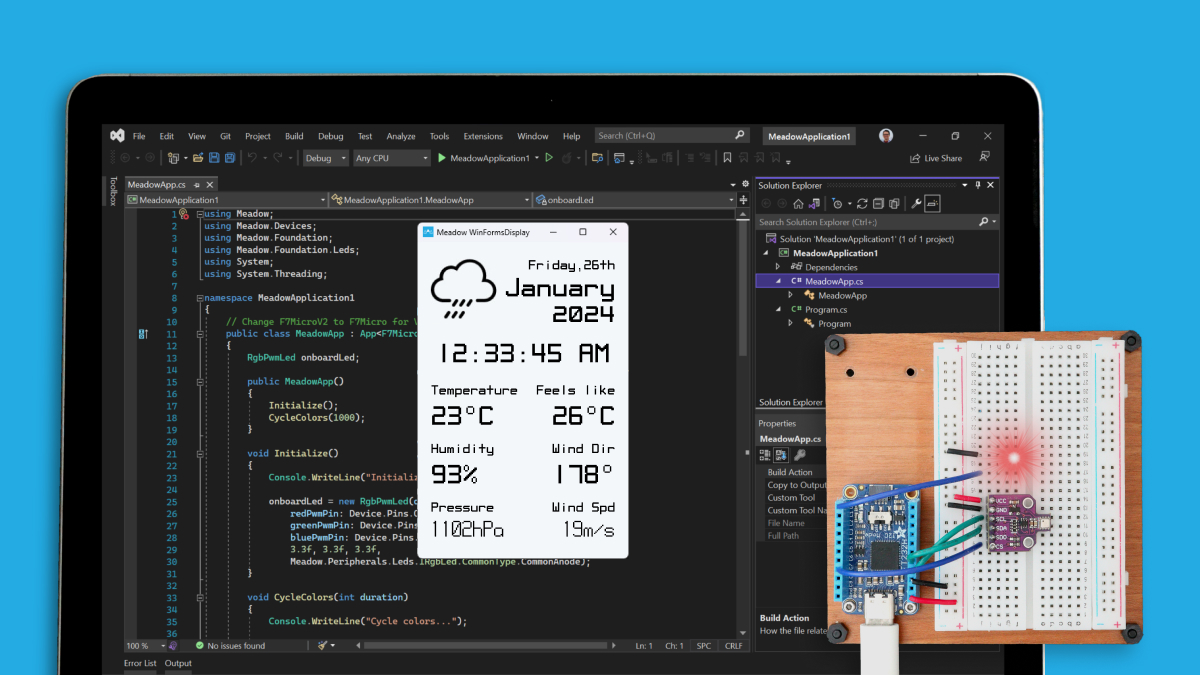 File Edit View Git Project Build Debug Test Analyze Tools Extensions Window Help Search (Ctrl+Q) MeadowApplication1
Debug Any CPU MeadowApplication1 Live Share
Toolbox
MeadowApp.cs
MeadowApplication1 MeadowApplication1.MeadowApp onboardLed
1 using Meadow;
2 using Meadow.Devices;
3 using Meadow.Foundation;
4 using Meadow.Foundation.Leds;
5 using System;
6 using System.Threading;
7
8 namespace MeadowApplication1
9 {
10 // Change F7MicroV2 to F7Micro for
11 public class MeadowApp : App<F7Micro
12 {
13 RgbPwmLed onboardLed;
14
15 public MeadowApp()
16 {
17 Initialize();
18 CycleColors(1000);
19 }
20
21 void Initialize()
22 {
23 Console.WriteLine("Initializ
24
25 onboardLed = new RgbPwmLed(
26 redPwmPin: Device.Pins.
27 greenPwmPin: Device.Pins
28 bluePwmPin: Device.Pins.
29 3.3f, 3.3f, 3.3f,
30 Meadow.Peripherals.Leds.IRgbLed.CommonType.CommonAnode);
31 }
32
33 void CycleColors(int duration)
34 {
35 Console.WriteLine("Cycle colors...");
36
100 % No issues found Ln: 1 Ch: 1 SPC CRLF
Error List Output
Meadow WinFormsDisplay
Friday,26th
January
2024
12:33:45 AM
Temperature Feels like
23°C 26°C
Humidity Wind Dir
93% 178°
Pressure Wind Spd
1102hPa 19m/s
Solution Explorer
Search Solution Explorer (Ctrl+;)
Solution 'MeadowApplication1' (1 of 1 project)
MeadowApplication1
Dependencies
C# MeadowApp.cs
MeadowApp
C# Program.cs
Program
Solution Explorer
Properties
MeadowApp.cs
Build Action
Copy to Output
Custom Tool
Custom Tool Na
File Name
Full Path
Build Action
How the file relate
VCC
GND
SCL
SDA
SDO
CS